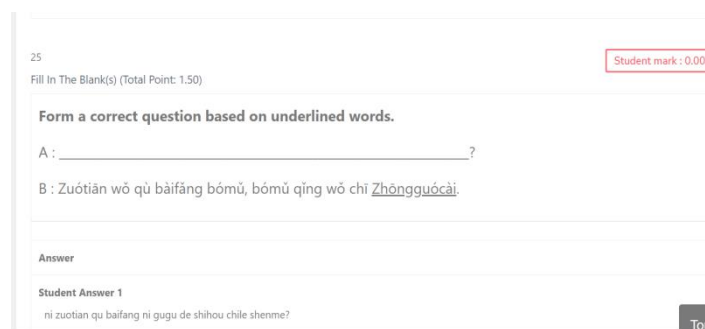 25
Student mark : 0.00
Fill In The Blank(s) (Total Point: 1.50)
Form a correct question based on underlined words.
A : ________________________________________________?
B : Zuótiān wǒ qù bàifǎng bómǔ, bómǔ qǐng wǒ chī Zhōngguócài.
Answer
Student Answer 1
ni zuotian qu baifang ni gugu de shihou chile shenme?